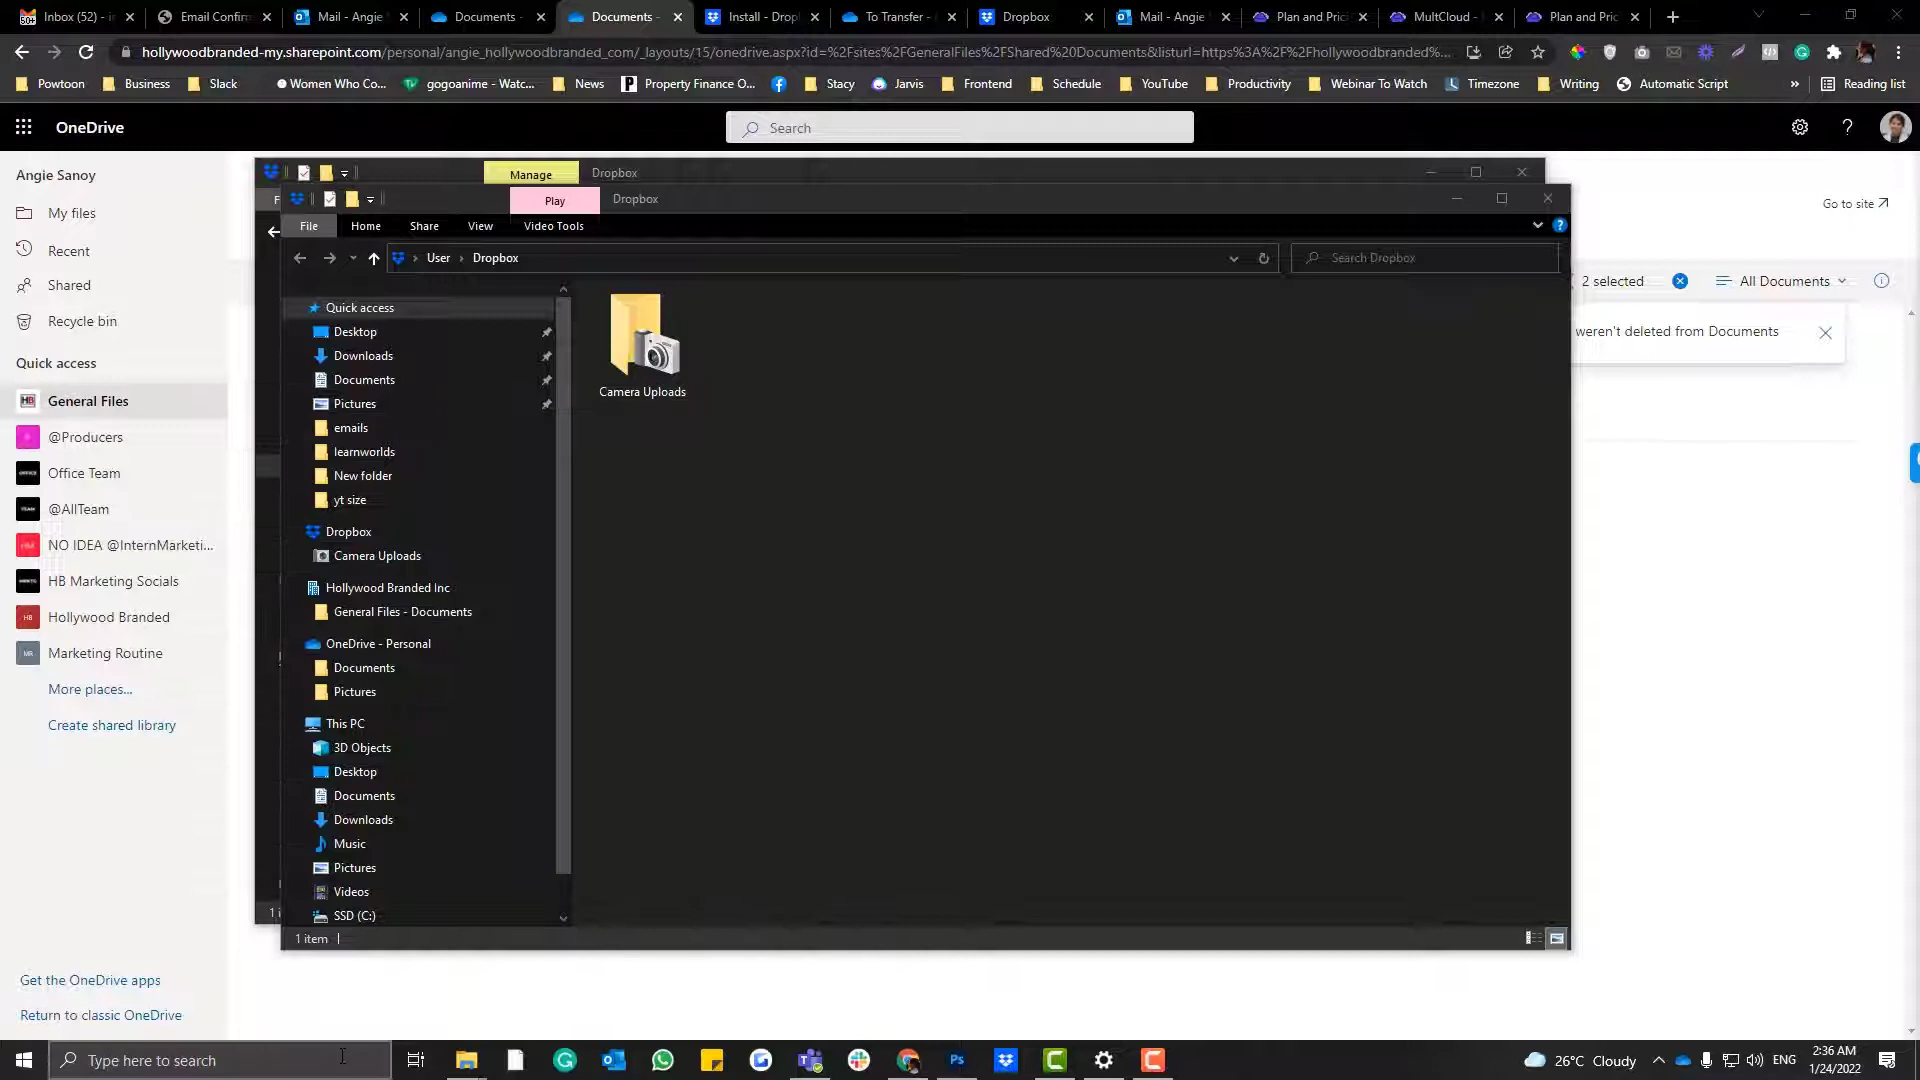 Inbox (52) - i
Email Confirm
Mail - Angie
Documents -
Documents -
Install - Drop
To Transfer -
Dropbox
Mail - Angie
Plan and Pric
MultCloud -
Plan and Pric
hollywoodbranded-my.sharepoint.com/personal/angie_hollywoodbranded_com/_layouts/15/onedrive.aspx?id=%2Fsites%2FGeneralFiles%2FShared%20Documents&listurl=https%3A%2F%2Fhollywoodbranded%...
Powtoon
Business
Slack
Women Who Co...
gogoanime - Watc...
News
Property Finance O...
Stacy
Jarvis
Frontend
Schedule
YouTube
Productivity
Webinar To Watch
Timezone
Writing
Automatic Script
»
Reading list
OneDrive
Search
?
Angie Sanoy
My files
Recent
Shared
Recycle bin
Quick access
General Files
@Producers
Office Team
@AllTeam
NO IDEA @InternMarketi...
HB Marketing Socials
Hollywood Branded
Marketing Routine
More places...
Create shared library
Get the OneDrive apps
Return to classic OneDrive
Go to site
2 selected
All Documents
weren't deleted from Documents
Manage
Dropbox
F
Play
Dropbox
File
Home
Share
View
Video Tools
User › Dropbox
Search Dropbox
Quick access
Desktop
Downloads
Documents
Pictures
emails
learnworlds
New folder
yt size
Dropbox
Camera Uploads
Hollywood Branded Inc
General Files - Documents
OneDrive - Personal
Documents
Pictures
This PC
3D Objects
Desktop
Documents
Downloads
Music
Pictures
Videos
SSD (C:)
Camera Uploads
1 i
1 item
Type here to search
26°C Cloudy
ENG
2:36 AM
1/24/2022